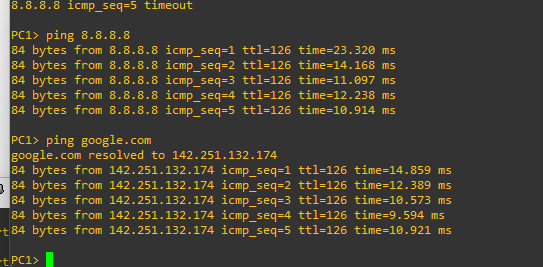 8.8.8.8 icmp_seq=5 timeout
PC1> ping 8.8.8.8
84 bytes from 8.8.8.8 icmp_seq=1 ttl=126 time=23.320 ms
84 bytes from 8.8.8.8 icmp_seq=2 ttl=126 time=14.168 ms
84 bytes from 8.8.8.8 icmp_seq=3 ttl=126 time=11.097 ms
84 bytes from 8.8.8.8 icmp_seq=4 ttl=126 time=12.238 ms
84 bytes from 8.8.8.8 icmp_seq=5 ttl=126 time=10.914 ms
PC1> ping google.com
google.com resolved to 142.251.132.174
84 bytes from 142.251.132.174 icmp_seq=1 ttl=126 time=14.859 ms
84 bytes from 142.251.132.174 icmp_seq=2 ttl=126 time=12.389 ms
84 bytes from 142.251.132.174 icmp_seq=3 ttl=126 time=10.573 ms
84 bytes from 142.251.132.174 icmp_seq=4 ttl=126 time=9.594 ms
84 bytes from 142.251.132.174 icmp_seq=5 ttl=126 time=10.921 ms
PC1>